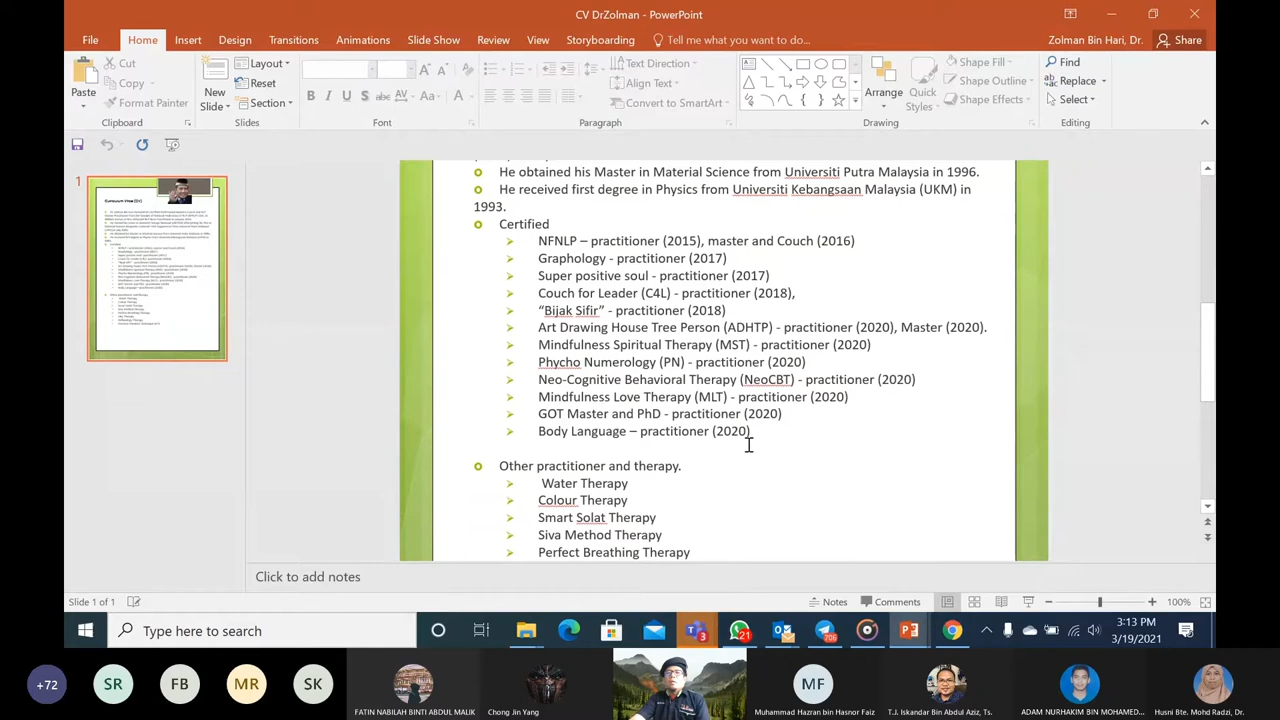 CV DrZolman - PowerPoint
File Home Insert Design Transitions Animations Slide Show Review View Storyboarding Tell me what you want to do... Zolman Bin Hari, Dr. Share
Paste
Cut
Copy
Format Painter
Clipboard
New Slide
Layout
Reset
Section
Slides
B I U S abc AV Aa A
Font
Text Direction
Align Text
Convert to SmartArt
Paragraph
Arrange
Quick Styles
Shape Fill
Shape Outline
Shape Effects
Drawing
Find
Replace
Select
Editing
1
He obtained his Master in Material Science from Universiti Putra Malaysia in 1996.
He received first degree in Physics from Universiti Kebangsaan Malaysia (UKM) in
1993.
Certified
NFNLP – practitioner (2015), master and Couch (2016)
Graphology - practitioner (2017)
Super positive soul - practitioner (2017)
Couch for Leader (C4L) - practitioner (2018),
“Bijak Sifir” - practitioner (2018)
Art Drawing House Tree Person (ADHTP) - practitioner (2020), Master (2020).
Mindfulness Spiritual Therapy (MST) - practitioner (2020)
Phycho Numerology (PN) - practitioner (2020)
Neo-Cognitive Behavioral Therapy (NeoCBT) - practitioner (2020)
Mindfulness Love Therapy (MLT) - practitioner (2020)
GOT Master and PhD - practitioner (2020)
Body Language – practitioner (2020)
Other practitioner and therapy.
Water Therapy
Colour Therapy
Smart Solat Therapy
Siva Method Therapy
Perfect Breathing Therapy
Click to add notes
Slide 1 of 1 Notes Comments 100%
Type here to search 3 21 706 3:13 PM
3/19/2021
+72 SR FB MR SK MF
FATIN NABILAH BINTI ABDUL MALIK Chong Jin Yang Muhammad Hazran bin Hasnor Faiz T.J. Iskandar Bin Abdul Aziz, Ts. ADAM NURHAKIM BIN MOHAMED... Husni Bte. Mohd Radzi, Dr.